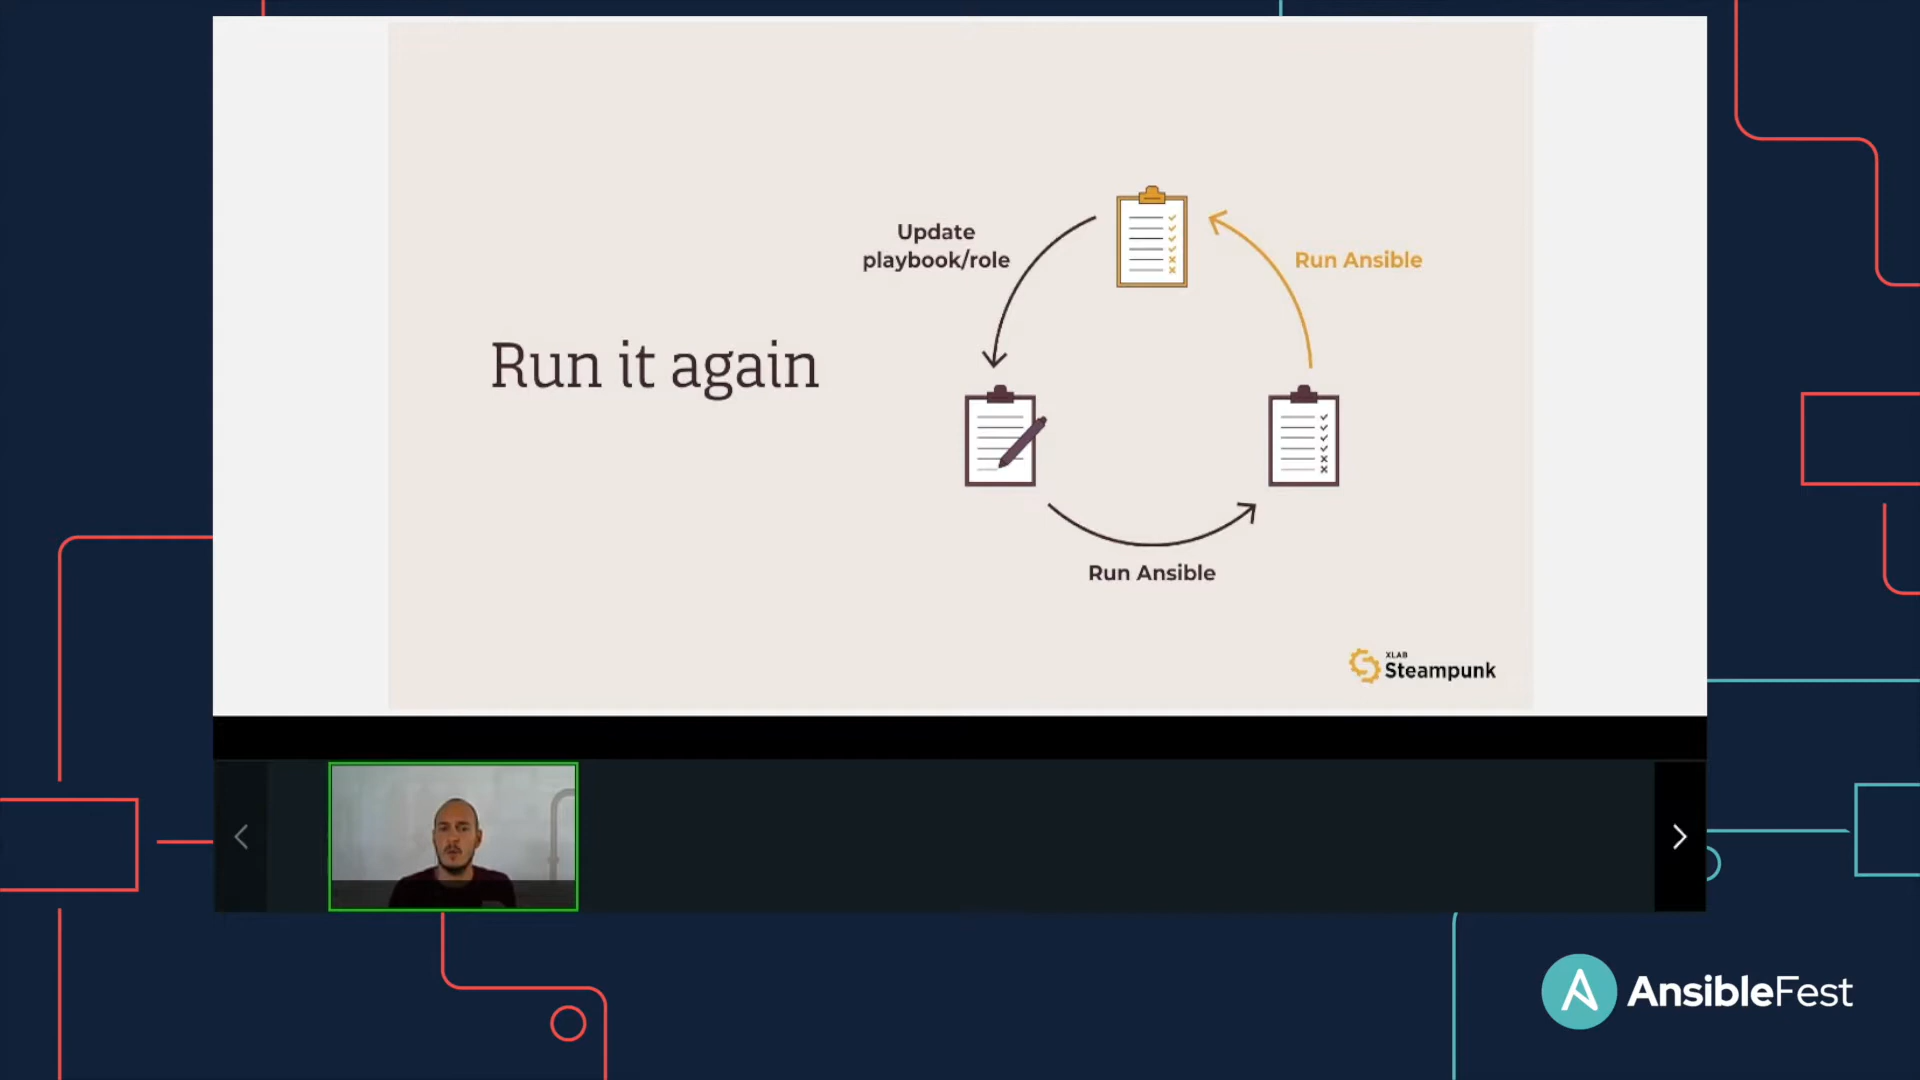 Run it again
Update
playbook/role
Run Ansible
Run Ansible
XLAB
Steampunk
AnsibleFest